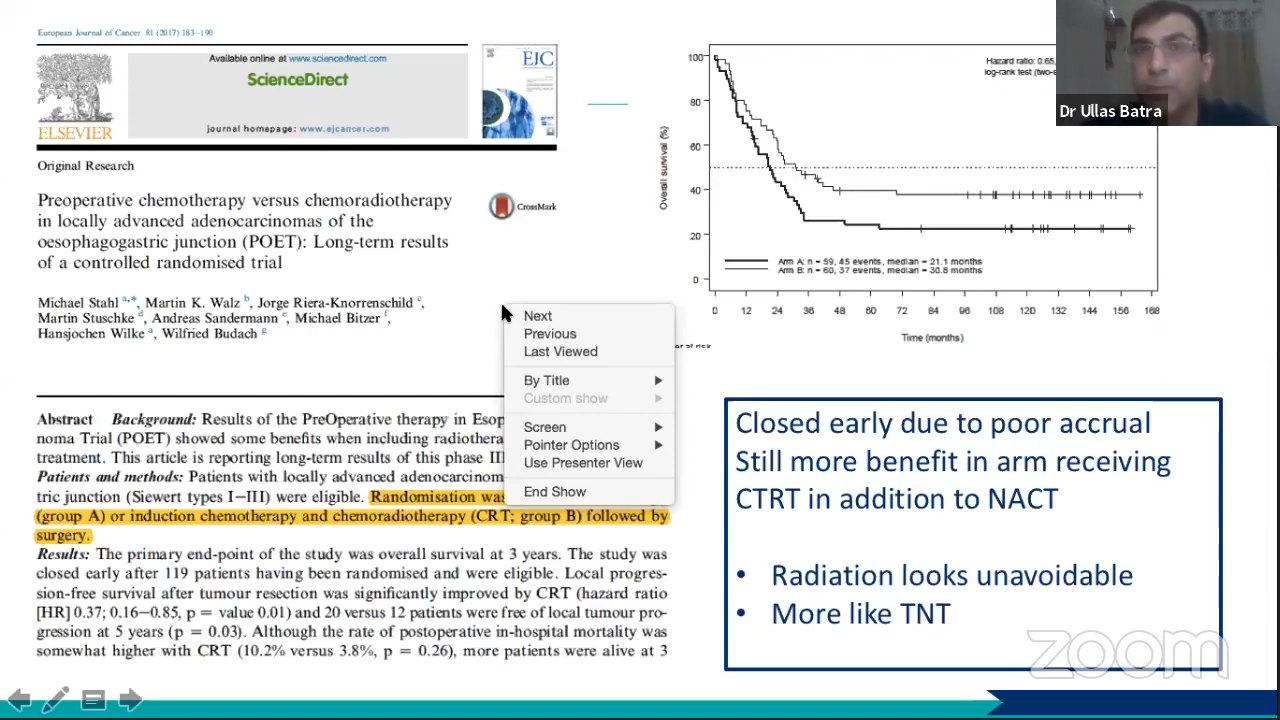 European Journal of Cancer 81 (2017) 183–190
Available online at www.sciencedirect.com
ScienceDirect
journal homepage: www.ejcancer.com
ELSEVIER
EJC
Original Research
Preoperative chemotherapy versus chemoradiotherapy
in locally advanced adenocarcinomas of the
oesophagogastric junction (POET): Long-term results
of a controlled randomised trial
CrossMark
Michael Stahl a,*, Martin K. Walz b, Jorge Riera-Knorrenschild c,
Martin Stuschke d, Andreas Sandermann e, Michael Bitzer f,
Hansjochen Wilke a, Wilfried Budach g
Abstract Background: Results of the PreOperative therapy in Esop
noma Trial (POET) showed some benefits when including radiothera
treatment. This article is reporting long-term results of this phase III
Patients and methods: Patients with locally advanced adenocarcinom
tric junction (Siewert types I–III) were eligible. Randomisation was
(group A) or induction chemotherapy and chemoradiotherapy (CRT; group B) followed by
surgery.
Results: The primary end-point of the study was overall survival at 3 years. The study was
closed early after 119 patients having been randomised and were eligible. Local progres-
sion-free survival after tumour resection was significantly improved by CRT (hazard ratio
[HR] 0.37; 0.16–0.85, p = value 0.01) and 20 versus 12 patients were free of local tumour pro-
gression at 5 years (p = 0.03). Although the rate of postoperative in-hospital mortality was
somewhat higher with CRT (10.2% versus 3.8%, p = 0.26), more patients were alive at 3
Next
Previous
Last Viewed
By Title
Custom show
Screen
Pointer Options
Use Presenter View
End Show
Hazard ratio: 0.65,
log-rank test (two-s
Overall survival (%)
100
80
60
40
20
0
Arm A: n = 59, 45 events, median = 21.1 months
Arm B: n = 60, 37 events, median = 30.8 months
0 12 24 36 48 60 72 84 96 108 120 132 144 156 168
Time (months)
er at risk
Dr Ullas Batra
Closed early due to poor accrual
Still more benefit in arm receiving
CTRT in addition to NACT
• Radiation looks unavoidable
• More like TNT
zoom